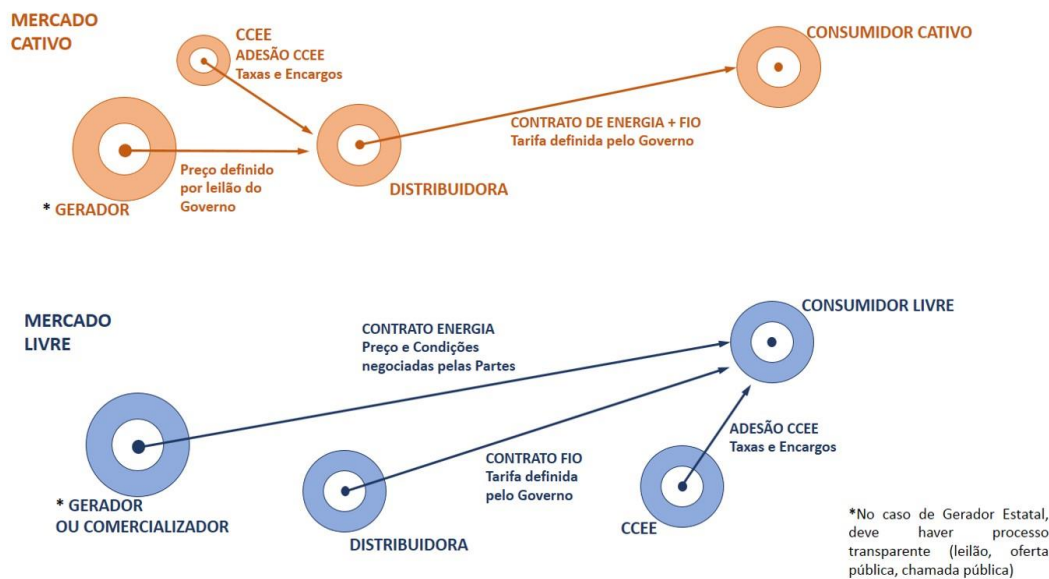 MERCADO
CATIVO
CCEE
ADESÃO CCEE
Taxas e Encargos
CONSUMIDOR CATIVO
CONTRATO DE ENERGIA + FIO
Tarifa definida pelo Governo
Preço definido
por leilão do
Governo
DISTRIBUIDORA
* GERADOR
MERCADO
LIVRE
CONSUMIDOR LIVRE
CONTRATO ENERGIA
Preço e Condições
negociadas pelas Partes
ADESÃO CCEE
Taxas e Encargos
CONTRATO FIO
Tarifa definida
pelo Governo
* GERADOR
OU COMERCIALIZADOR
DISTRIBUIDORA
CCEE
*No caso de Gerador Estatal,
deve haver processo
transparente (leilão, oferta
pública, chamada pública)